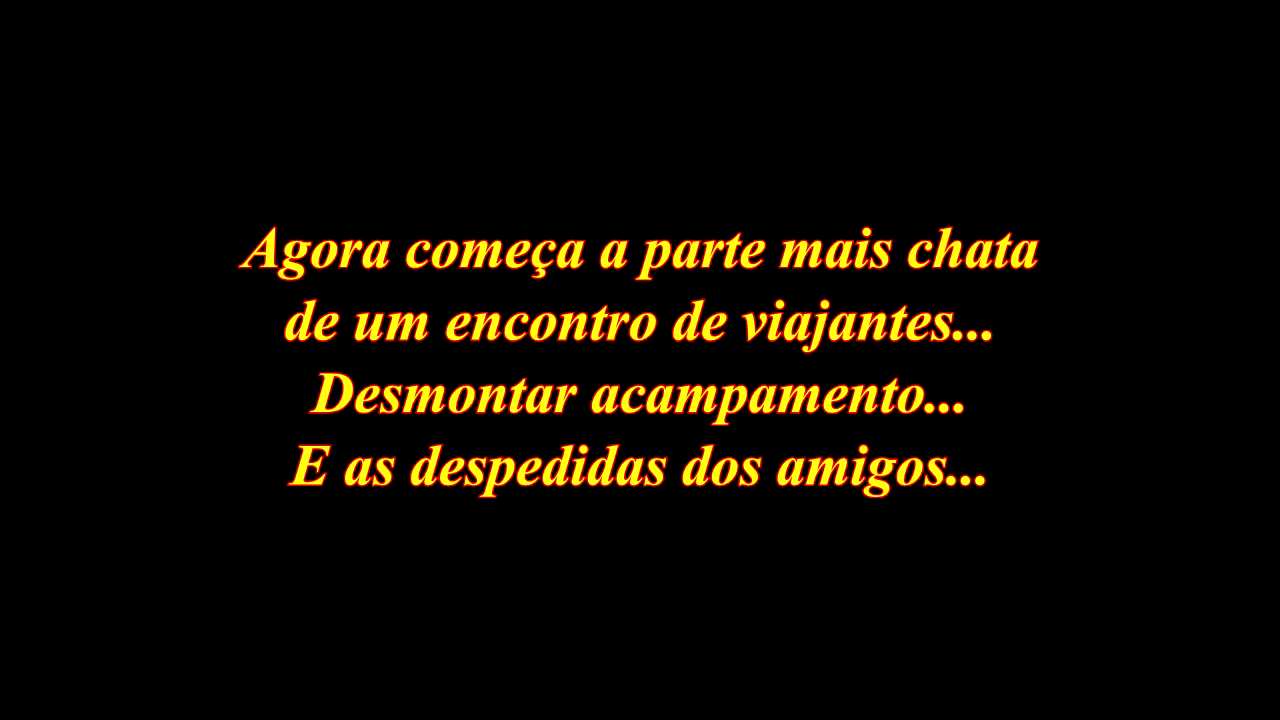 Agora começa a parte mais chata
de um encontro de viajantes...
Desmontar acampamento...
E as despedidas dos amigos...